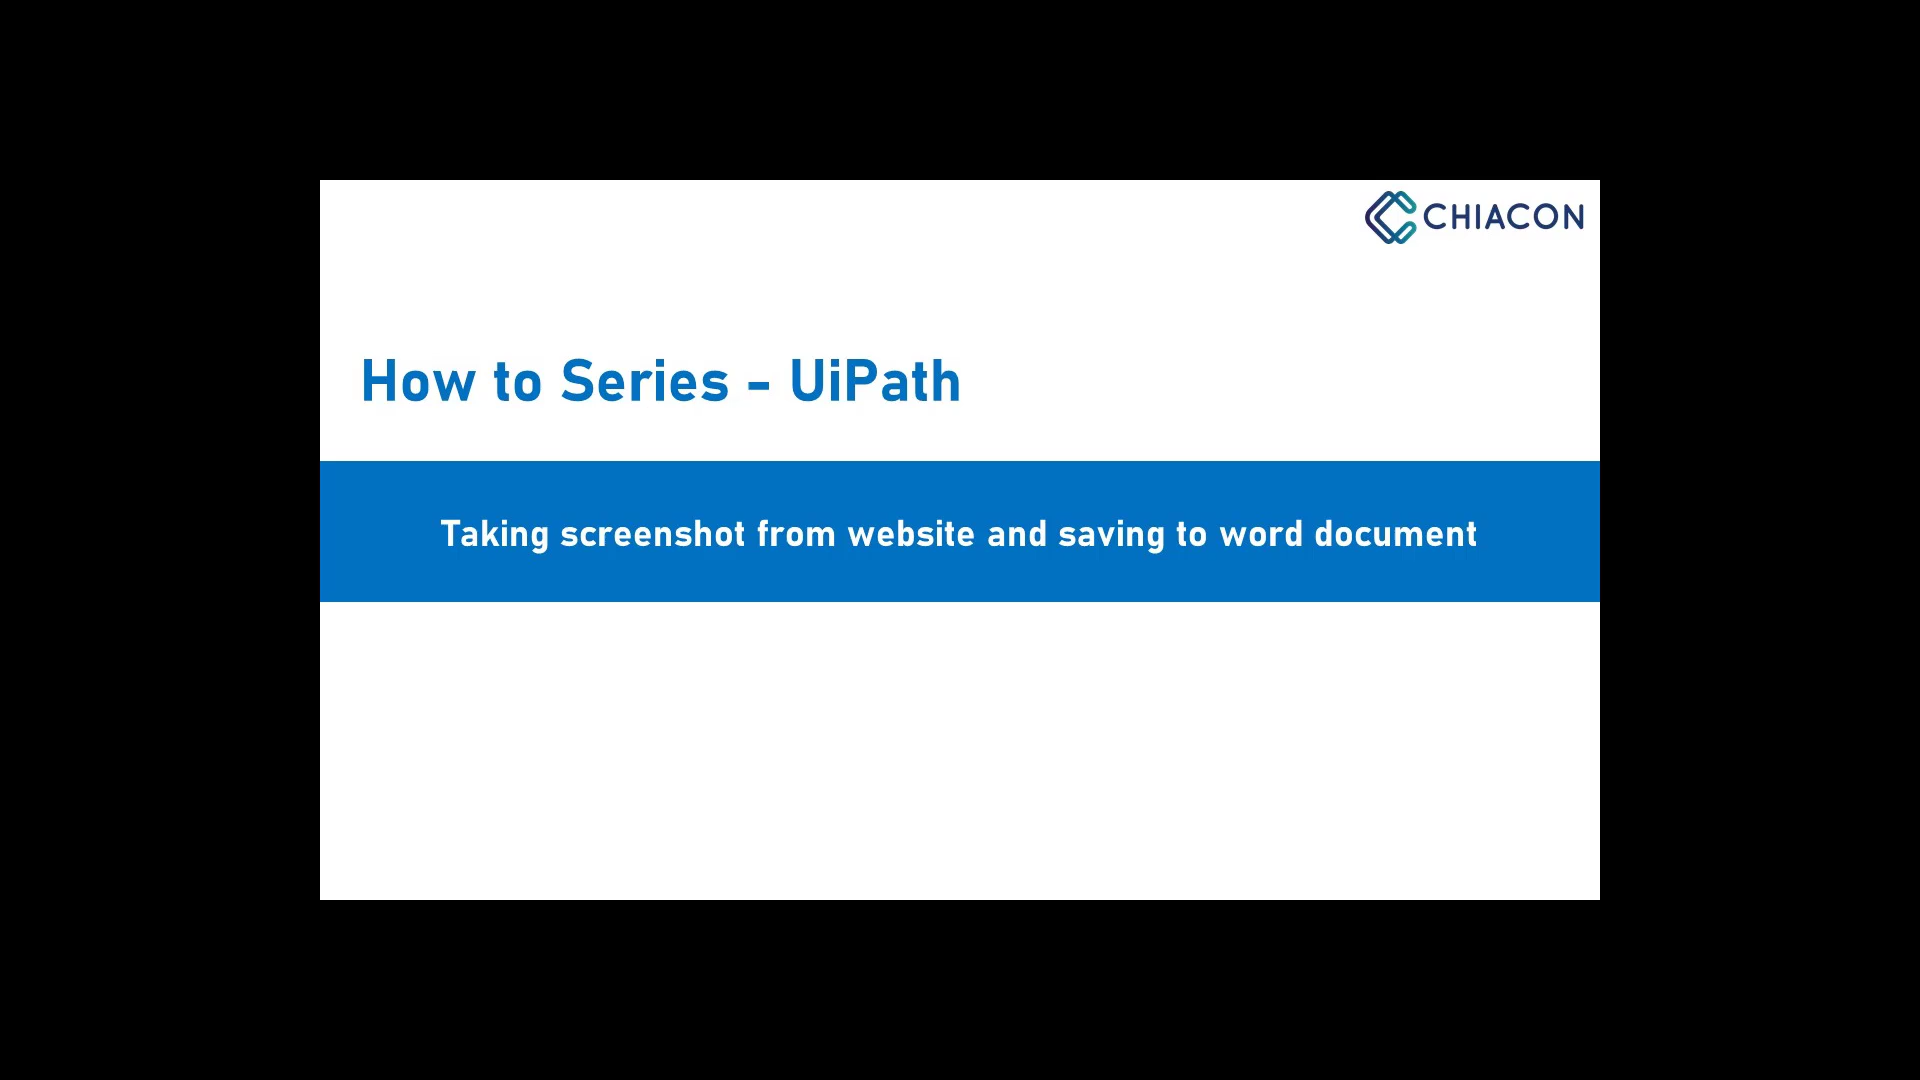 CHIACON
How to Series - UiPath
Taking screenshot from website and saving to word document